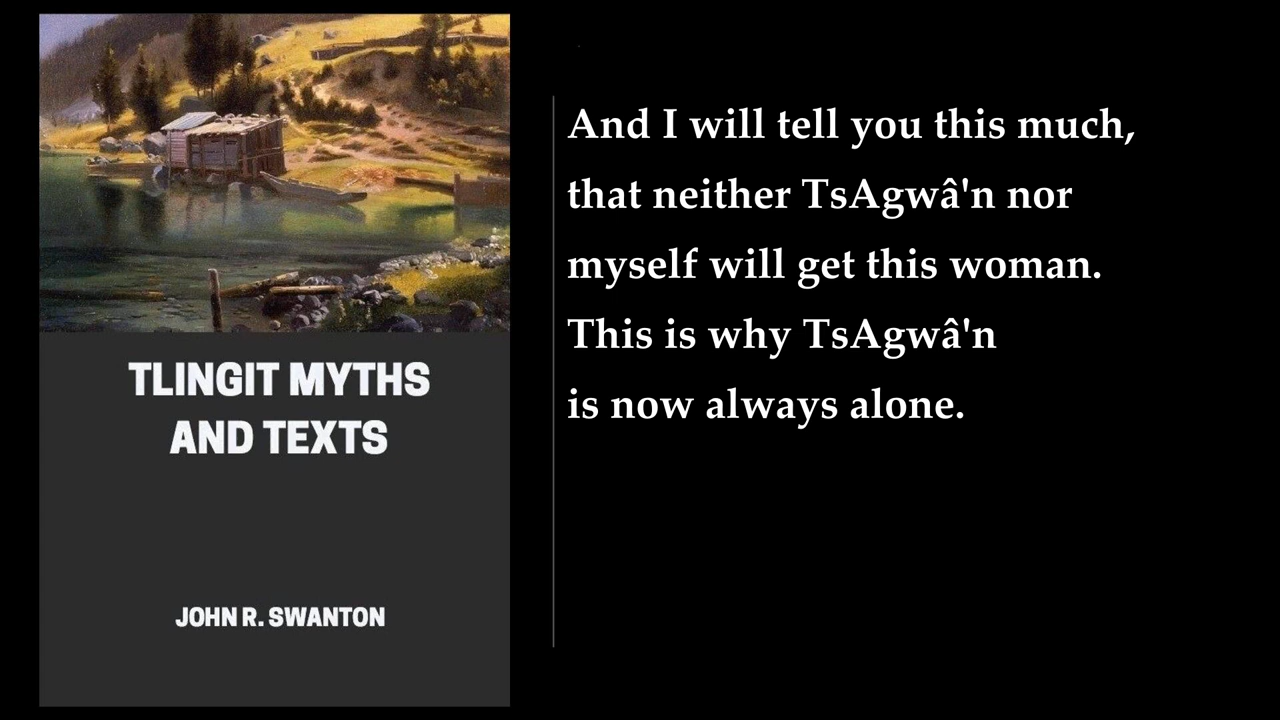 TLINGIT MYTHS
AND TEXTS
JOHN R. SWANTON
And I will tell you this much,
that neither TsAgwâ'n nor
myself will get this woman.
This is why TsAgwâ'n
is now always alone.